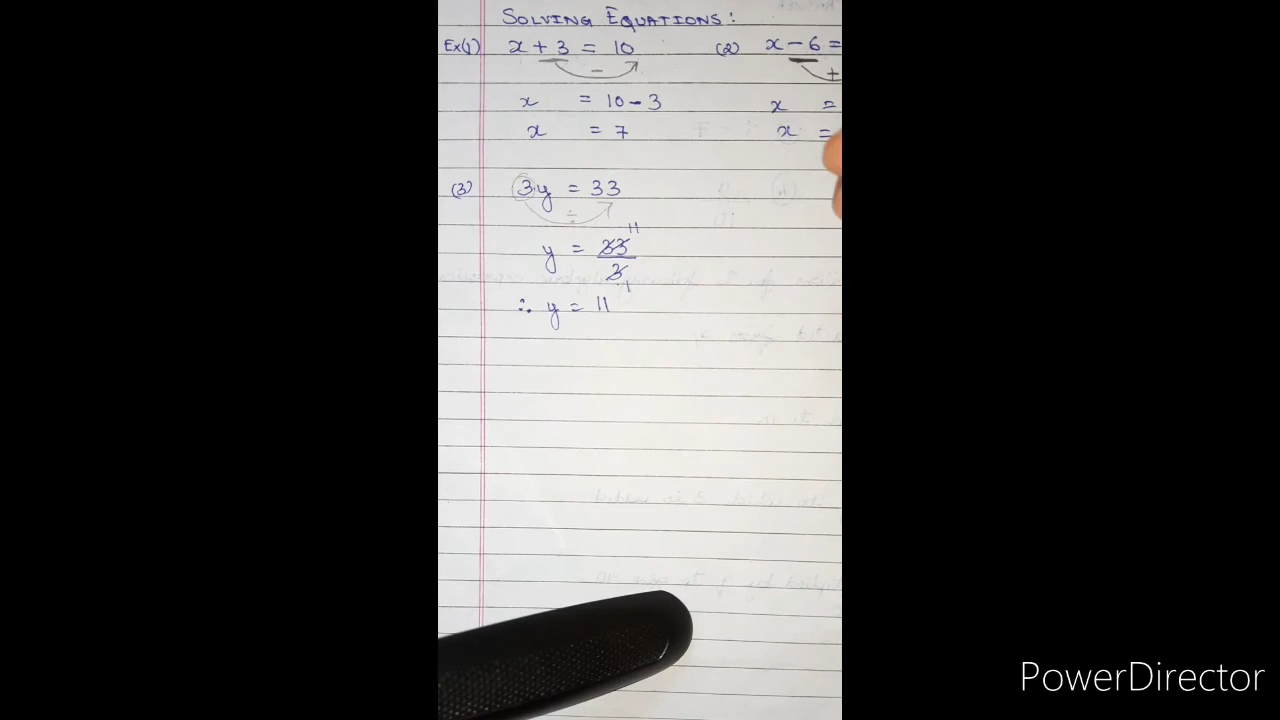 SOLVING EQUATIONS:
Ex(1) x + 3 = 10 (2) x - 6 =
- +
x = 10 - 3 x =
x = 7 x =
(3) 3y = 33
÷
11
y = 33/3
1
∴ y = 11
PowerDirector